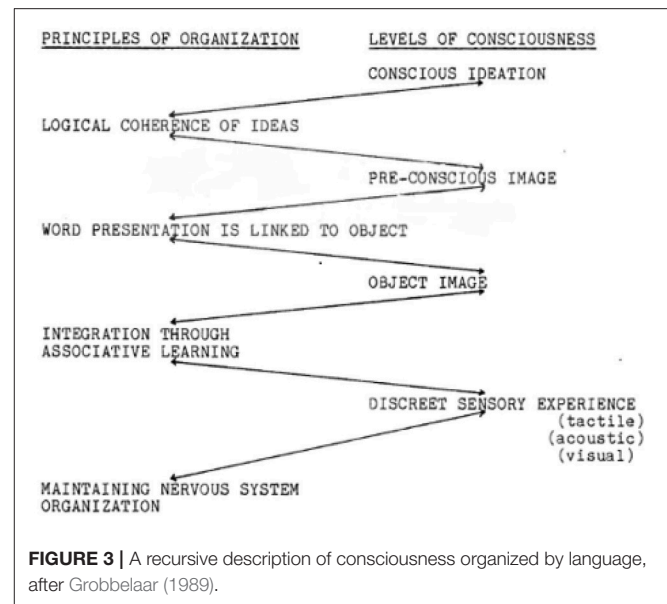 PRINCIPLES OF ORGANIZATION
LEVELS OF CONSCIOUSNESS
CONSCIOUS IDEATION
LOGICAL COHERENCE OF IDEAS
PRE-CONSCIOUS IMAGE
WORD PRESENTATION IS LINKED TO OBJECT
OBJECT IMAGE
INTEGRATION THROUGH
ASSOCIATIVE LEARNING
DISCREET SENSORY EXPERIENCE
(tactile)
(acoustic)
(visual)
MAINTAINING NERVOUS SYSTEM
ORGANIZATION
FIGURE 3 | A recursive description of consciousness organized by language,
after Grobbelaar (1989).